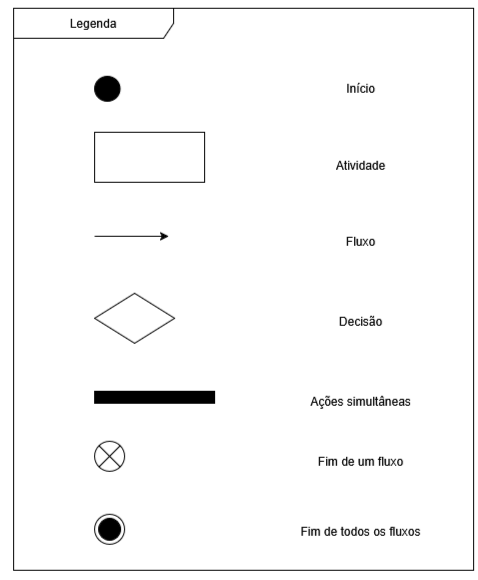 Legenda
Início
Atividade
Fluxo
Decisão
Ações simultâneas
Fim de um fluxo
Fim de todos os fluxos